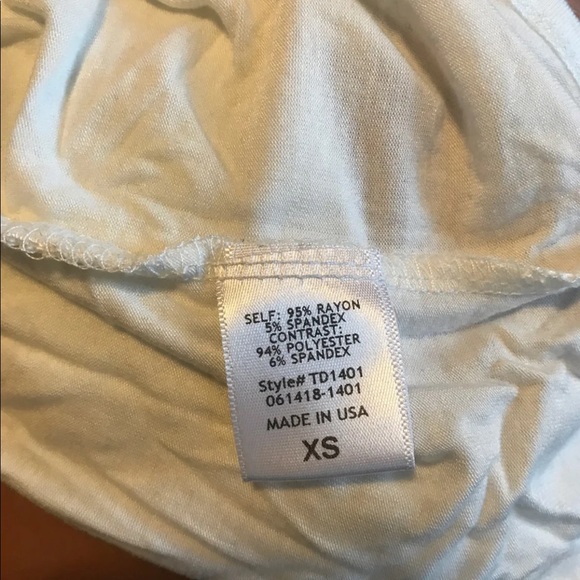 SELF: 95% RAYON
5% SPANDEX
CONTRAST:
94% POLYESTER
6% SPANDEX
Style# TD1401
061418-1401
MADE IN USA
XS